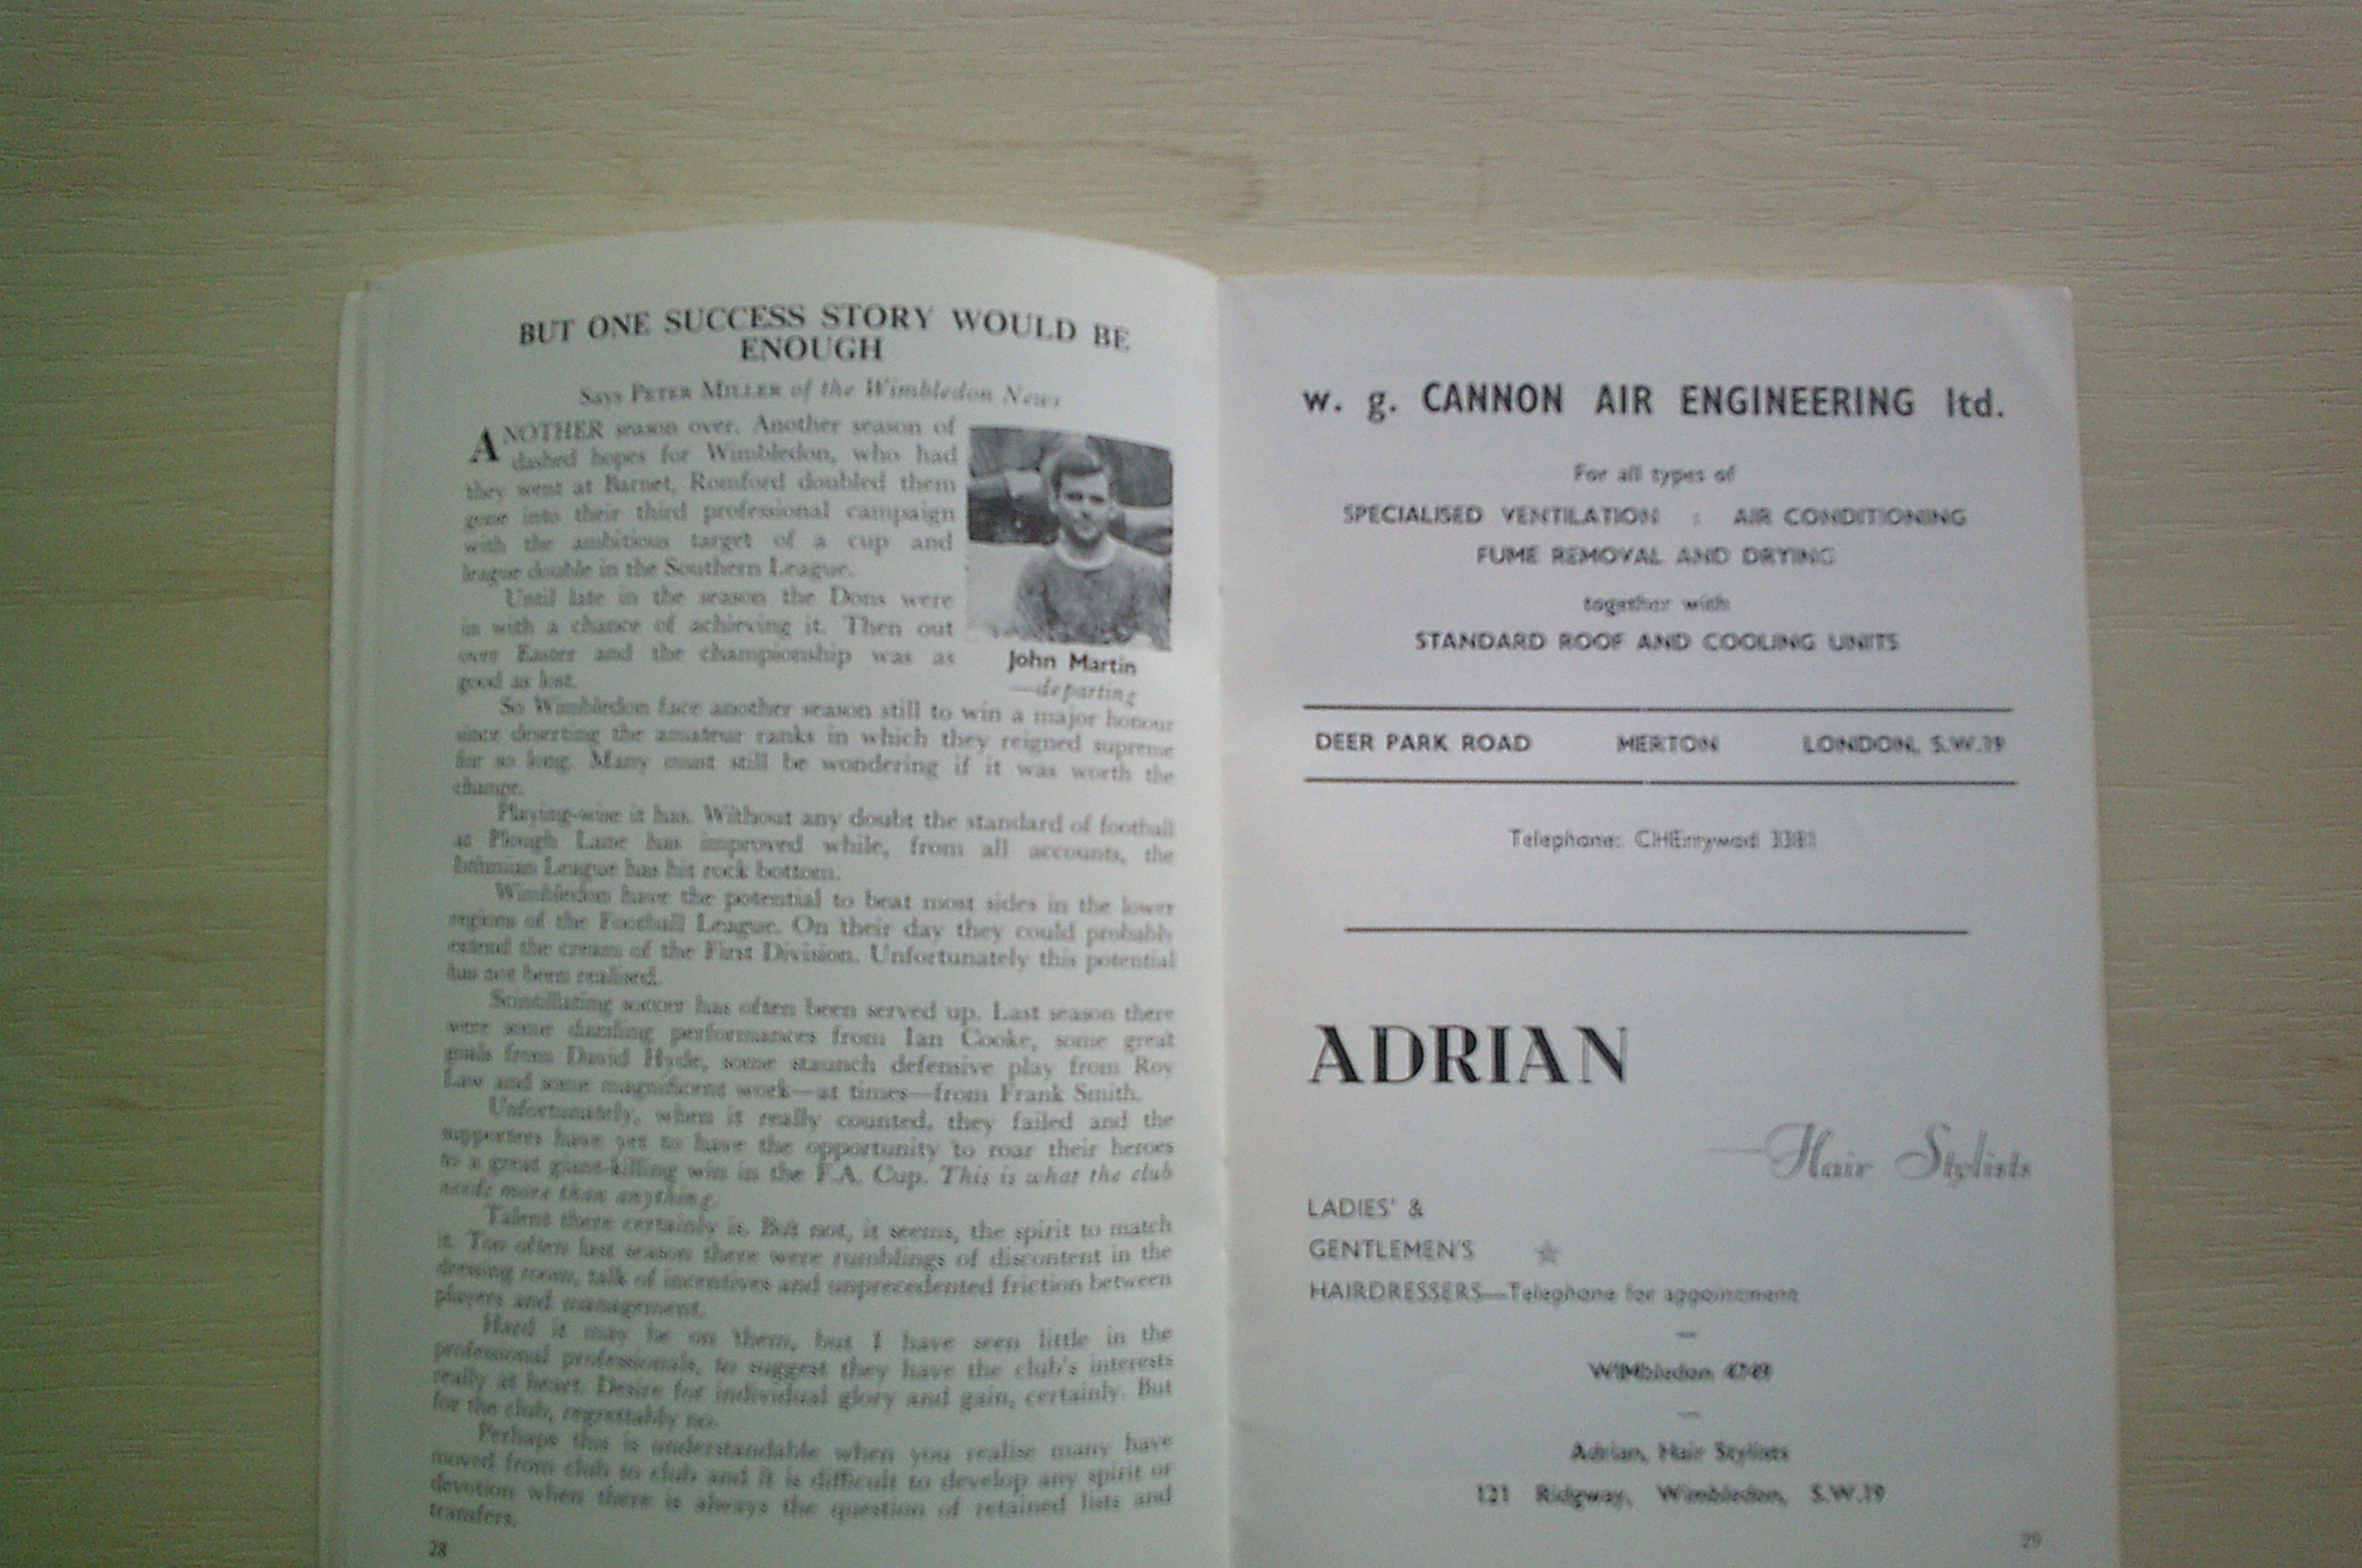 BUT ONE SUCCESS STORY WOULD BE
ENOUGH
Says PETER MILLER of the Wimbledon News
ANOTHER season over. Another season of
dashed hopes for Wimbledon, who had
they went at Barnet, Romford doubled them
gone into their third professional campaign
with the ambitious target of a cup and
league double in the Southern League.
Until late in the season the Dons were
in with a chance of achieving it. Then out
over Easter and the championship was as
good as lost.
John Martin
—departing
So Wimbledon face another season still to win a major honour
since deserting the amateur ranks in which they reigned supreme
for so long. Many must still be wondering if it was worth the
change.
Playing-wise it has. Without any doubt the standard of football
at Plough Lane has improved while, from all accounts, the
Isthmian League has hit rock bottom.
Wimbledon have the potential to beat most sides in the lower
regions of the Football League. On their day they could probably
extend the cream of the First Division. Unfortunately this potential
has not been realised.
Scintillating soccer has often been served up. Last season there
were some dazzling performances from Ian Cooke, some great
goals from David Hyde, some staunch defensive play from Roy
Law and some magnificent work—at times—from Frank Smith.
Unfortunately, when it really counted, they failed and the
supporters have yet to have the opportunity to roar their heroes
to a great giant-killing win in the F.A. Cup. This is what the club
needs more than anything.
Talent there certainly is. But not, it seems, the spirit to match
it. Too often last season there were rumblings of discontent in the
dressing room, talk of incentives and unprecedented friction between
players and management.
Hard it may be on them, but I have seen little in the
professional professionals, to suggest they have the club's interests
really at heart. Desire for individual glory and gain, certainly. But
for the club, regrettably no.
Perhaps this is understandable when you realise many have
moved from club to club and it is difficult to develop any spirit or
devotion when there is always the question of retained lists and
transfers.
28
w. g. CANNON AIR ENGINEERING ltd.
For all types of
SPECIALISED VENTILATION : AIR CONDITIONING
FUME REMOVAL AND DRYING
together with
STANDARD ROOF AND COOLING UNITS
DEER PARK ROAD MERTON LONDON, S.W.19
Telephone: CHErrywod
ADRIAN
—Hair Stylists
LADIES' &
GENTLEMEN'S
HAIRDRESSERS—Telephone for appointment
WIMbledon
Adrian, Hair Stylists
121 Ridgway, Wimbledon, S.W.19
29